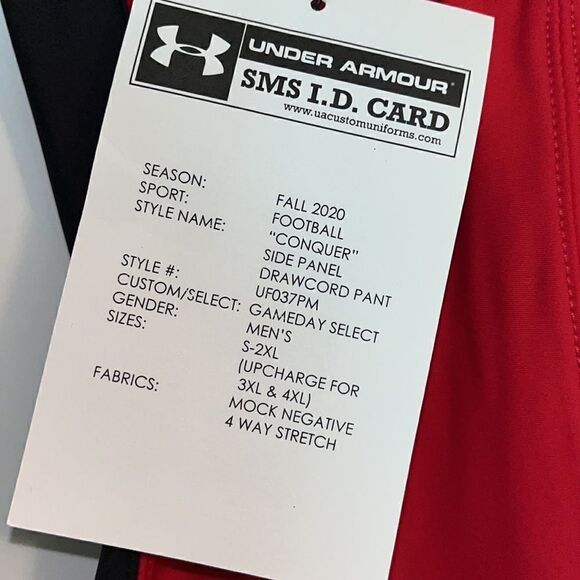 UNDER ARMOUR
SMS I.D. CARD
www.uacustomuniforms.com
SEASON: FALL 2020
SPORT: FOOTBALL
STYLE NAME: "CONQUER"
SIDE PANEL
DRAWCORD PANT
STYLE #: UF037PM
CUSTOM/SELECT: GAMEDAY SELECT
GENDER: MEN'S
SIZES: S-2XL
(UPCHARGE FOR
3XL & 4XL)
FABRICS: MOCK NEGATIVE
4 WAY STRETCH